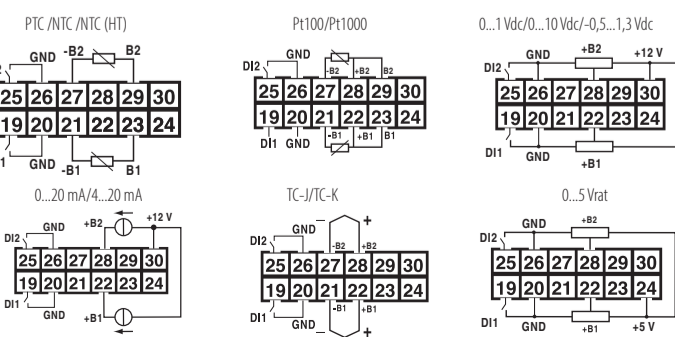 PTC /NTC /NTC (HT)
GND -B2 B2
25 26 27 28 29 30
19 20 21 22 23 24
GND -B1 B1
Pt100/Pt1000
DI2 GND -B2 +B2 B2
25 26 27 28 29 30
19 20 21 22 23 24
DI1 GND -B1 +B1 B1
0...1 Vdc/0...10 Vdc/-0,5...1,3 Vdc
DI2 GND +B2 +12 V
25 26 27 28 29 30
19 20 21 22 23 24
DI1 GND +B1
0...20 mA/4...20 mA
DI2 GND +B2 +12 V
25 26 27 28 29 30
19 20 21 22 23 24
DI1 GND +B1
TC-J/TC-K
DI2 GND – + -B2 +B2
25 26 27 28 29 30
19 20 21 22 23 24
DI1 GND – + -B1 +B1
0...5 Vrat
DI2 GND +B2
25 26 27 28 29 30
19 20 21 22 23 24
DI1 GND +B1 +5 V